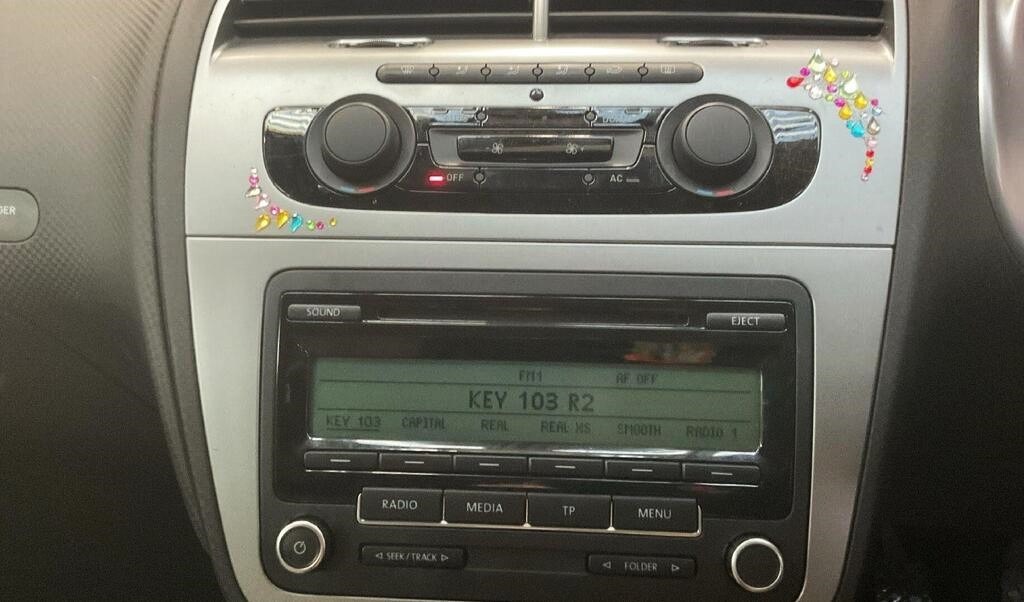 GER
OFF
AC
SOUND
EJECT
FM1 AF OFF
KEY 103 R2
KEY 103 CAPITAL REAL REAL XS SMOOTH RADIO 1
RADIO MEDIA TP MENU
SEEK / TRACK
FOLDER